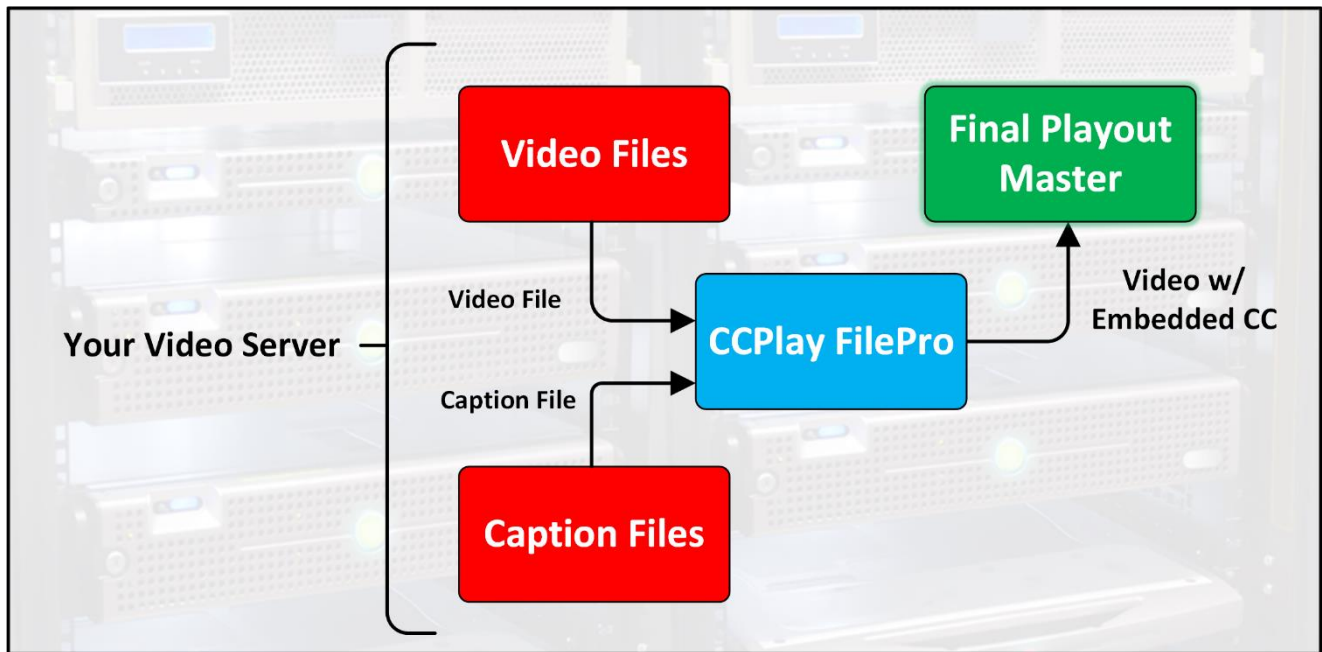 Your Video Server
Video Files
Video File
Caption File
Caption Files
CCPlay FilePro
Video w/
Embedded CC
Final Playout
Master